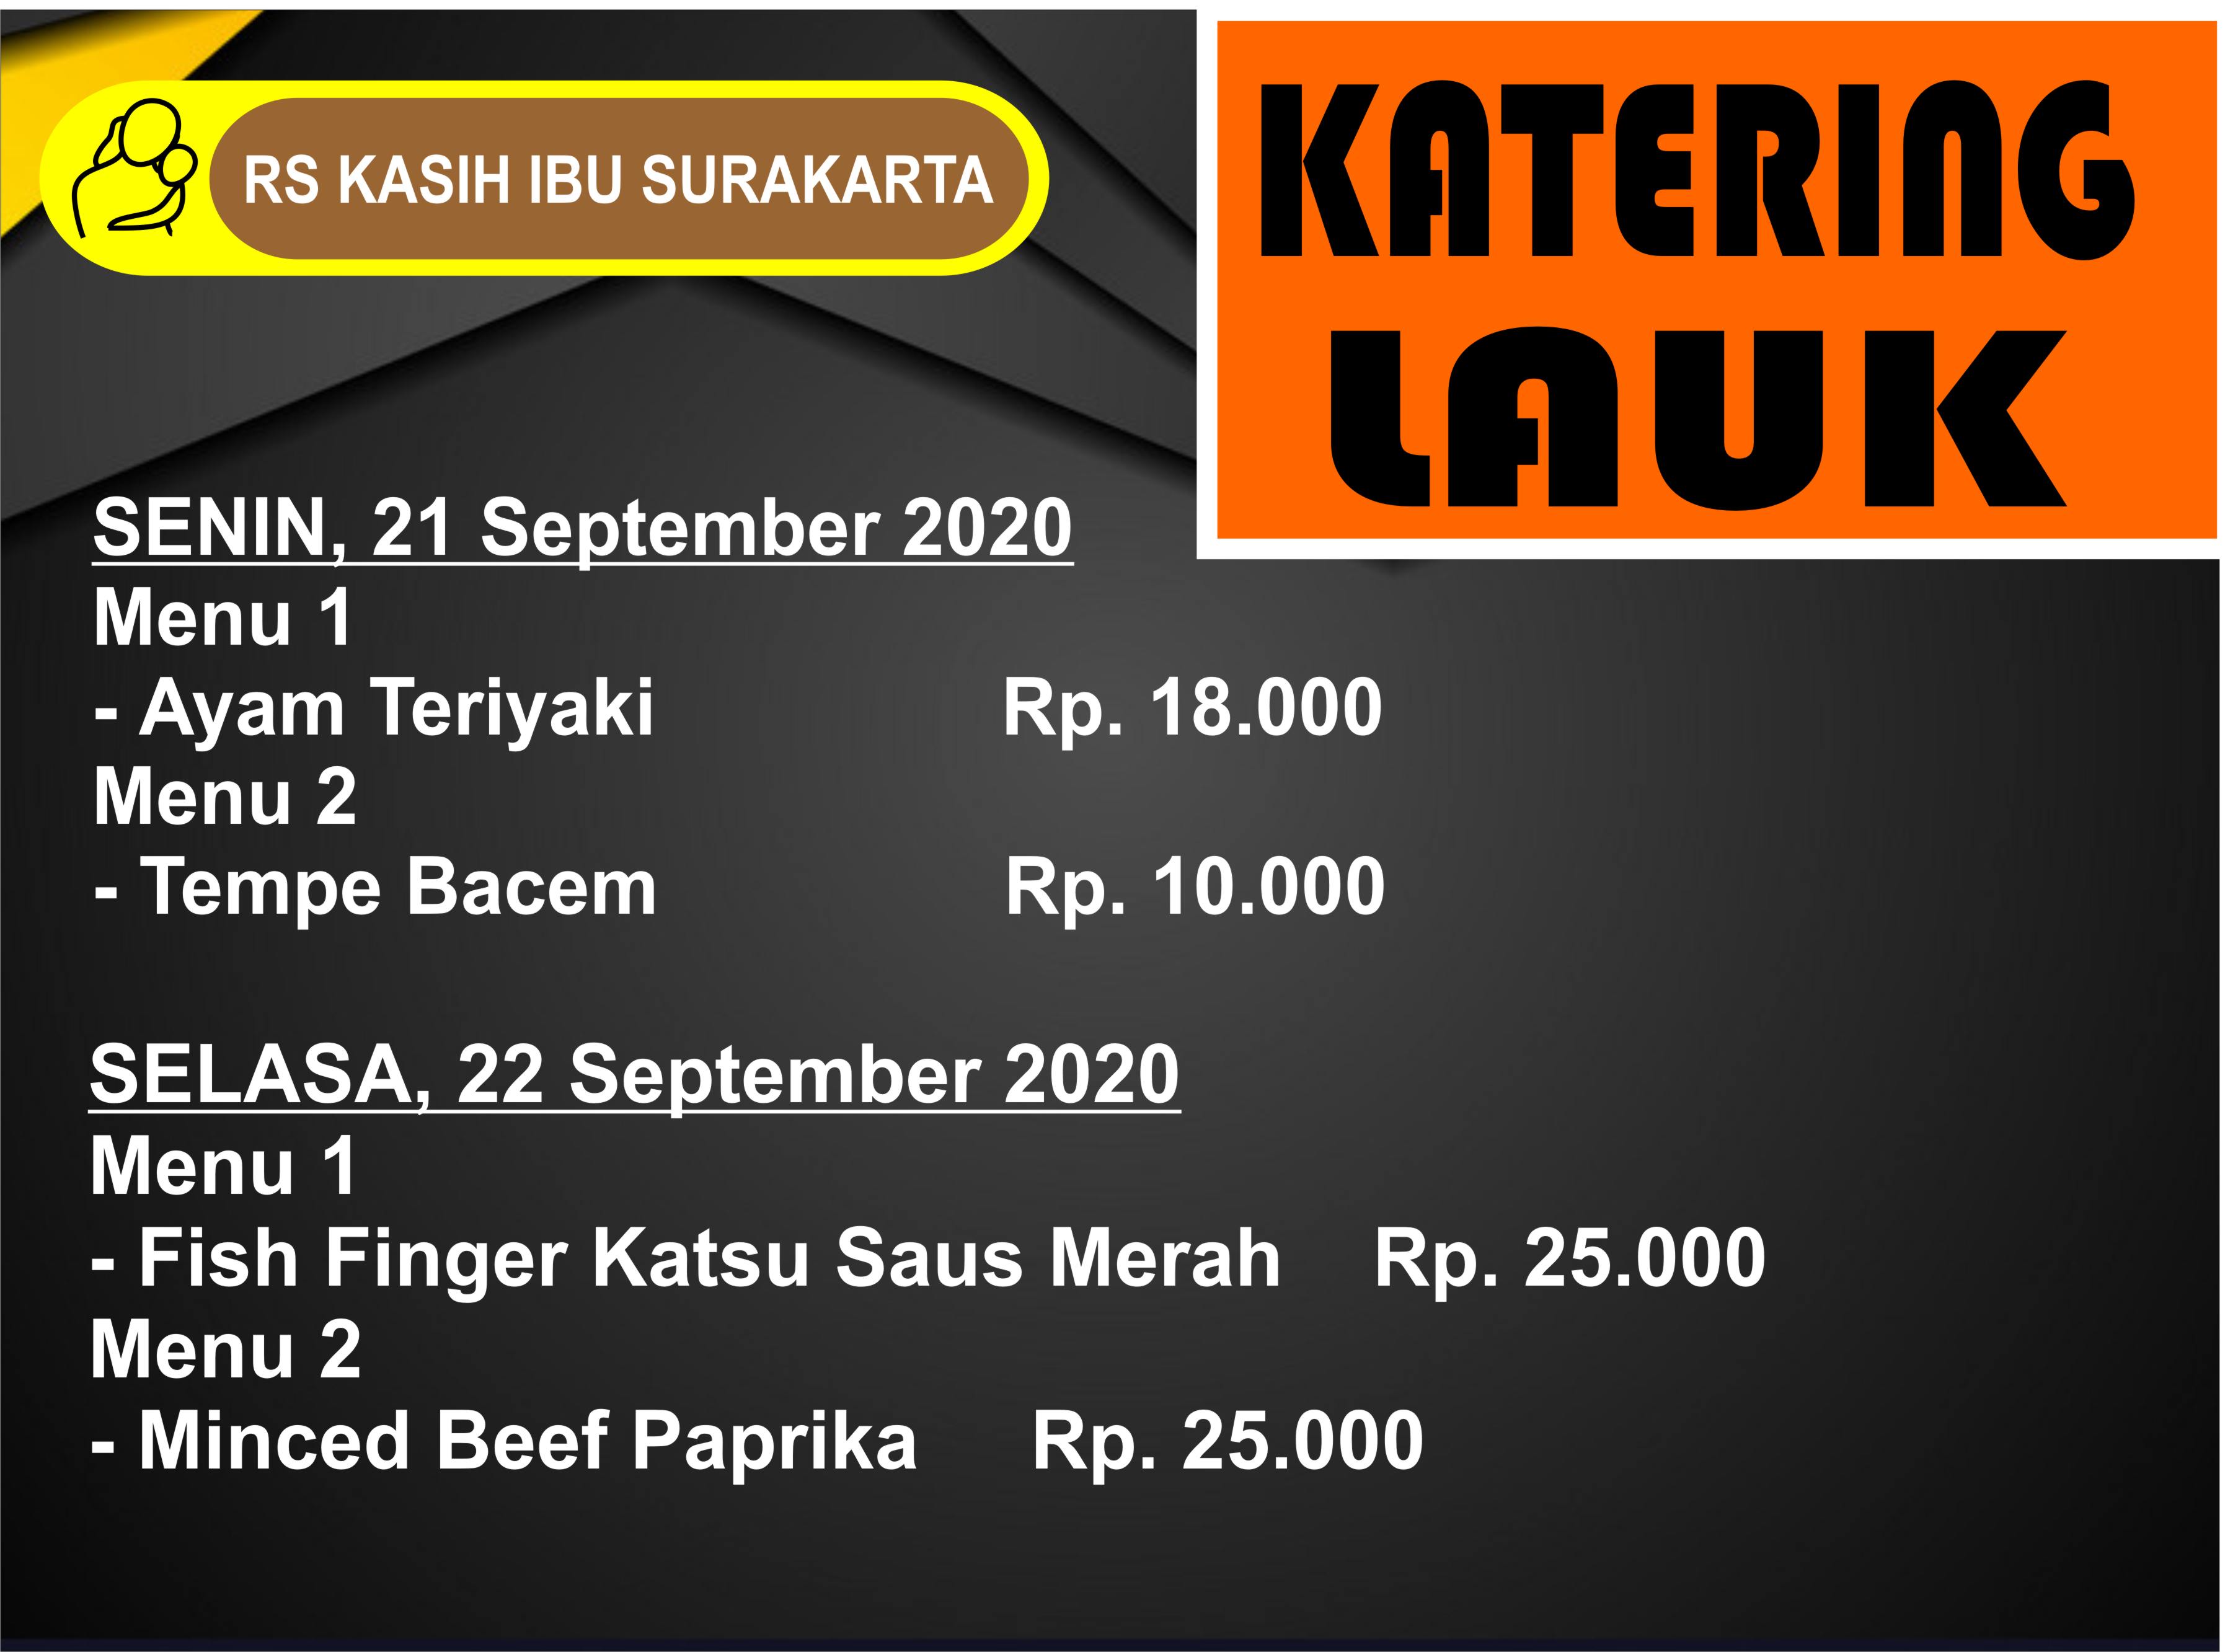 RS KASIH IBU SURAKARTA
KATERING
LAUK
SENIN, 21 September 2020
Menu 1
- Ayam Teriyaki Rp. 18.000
Menu 2
- Tempe Bacem Rp. 10.000
SELASA, 22 September 2020
Menu 1
- Fish Finger Katsu Saus Merah Rp. 25.000
Menu 2
- Minced Beef Paprika Rp. 25.000